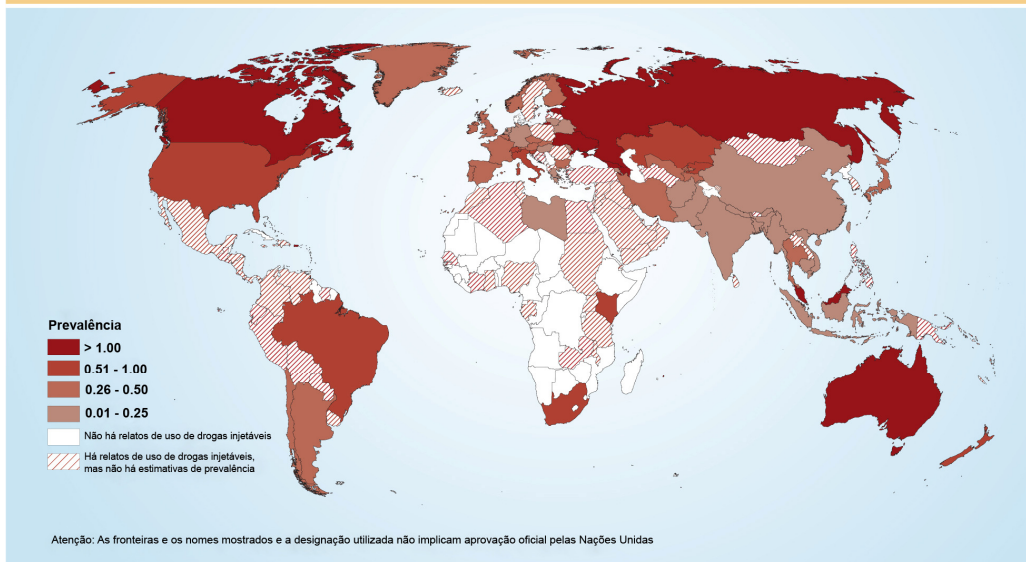 Prevalência
> 1.00
0.51 - 1.00
0.26 - 0.50
0.01 - 0.25
Não há relatos de uso de drogas injetáveis
Há relatos de uso de drogas injetáveis,
mas não há estimativas de prevalência
Atenção: As fronteiras e os nomes mostrados e a designação utilizada não implicam aprovação oficial pelas Nações Unidas